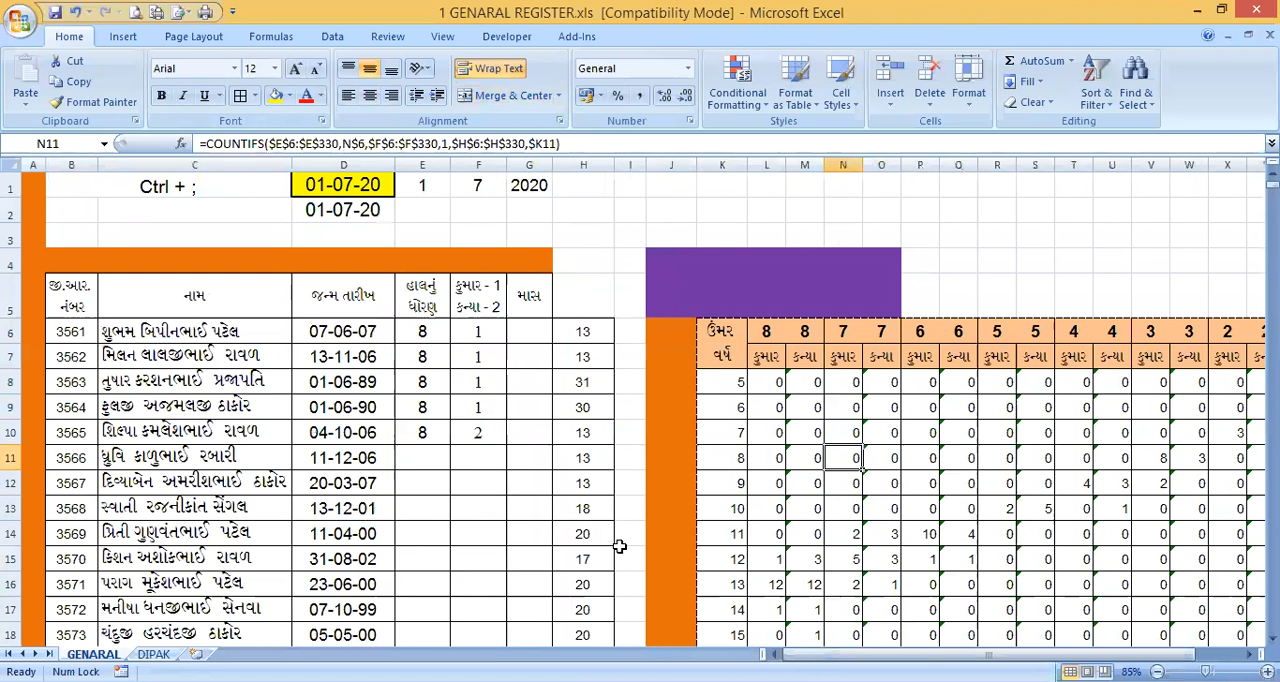 1 GENARAL REGISTER.xls [Compatibility Mode] - Microsoft Excel
Home Insert Page Layout Formulas Data Review View Developer Add-Ins
Paste Cut Copy Format Painter Clipboard
Arial 12 B I U Font
Wrap Text Merge & Center Alignment
General % , Number
Conditional Formatting Format as Table Cell Styles Styles
Insert Delete Format Cells
AutoSum Fill Clear Sort & Filter Find & Select Editing
N11 fx =COUNTIFS($E$6:$E$330,N$6,$F$6:$F$330,1,$H$6:$H$330,$K11)
A B C D E F G H I J K L M N O P Q R S T U V W X
1 Ctrl + ; 01-07-20 1 7 2020
2 01-07-20
3
4
5 જી.આર. નંબર નામ જન્મ તારીખ હાલનું ધોરણ કુમાર - 1 કન્યા - 2 માસ
6 3561 શુભમ બિપીનભાઈ પટેલ 07-06-07 8 1 13 ઉંમર વર્ષ 8 8 7 7 6 6 5 5 4 4 3 3 2
7 3562 મિલન લાલજીભાઈ રાવળ 13-11-06 8 1 13 કુમાર કન્યા કુમાર કન્યા કુમાર કન્યા કુમાર કન્યા કુમાર કન્યા કુમાર કન્યા કુમાર
8 3563 તુષાર કરશનભાઈ પ્રજાપતિ 01-06-89 8 1 31 5 0 0 0 0 0 0 0 0 0 0 0 0 0
9 3564 ફુલજી અજમલજી ઠાકોર 01-06-90 8 1 30 6 0 0 0 0 0 0 0 0 0 0 0 0 0
10 3565 શિલ્પા કમલેશભાઈ રાવળ 04-10-06 8 2 13 7 0 0 0 0 0 0 0 0 0 0 0 0 3
11 3566 ધ્રુવિ કાળુભાઈ રબારી 11-12-06 13 8 0 0 0 0 0 0 0 0 0 0 8 3 0
12 3567 દિવ્યાબેન અમરીશભાઈ ઠાકોર 20-03-07 13 9 0 0 0 0 0 0 0 0 4 3 2 0 0
13 3568 સ્વાતી રજનીકાંત સેંગલ 13-12-01 18 10 0 0 0 0 0 0 2 5 0 1 0 0 0
14 3569 પ્રિતી ગુણવંતભાઈ પટેલ 11-04-00 20 11 0 0 2 3 10 4 0 0 0 0 0 0 0
15 3570 કિશન અશોકભાઈ રાવળ 31-08-02 17 12 1 3 5 3 1 1 0 0 0 0 0 0 0
16 3571 પરાગ મૂકેશભાઈ પટેલ 23-06-00 20 13 12 12 2 1 0 0 0 0 0 0 0 0 0
17 3572 મનીષા ધનજીભાઈ સેનવા 07-10-99 20 14 1 1 0 0 0 0 0 0 0 0 0 0 0
18 3573 ચંદુજી હરચંદજી ઠાકોર 05-05-00 20 15 0 1 0 0 0 0 0 0 0 0 0 0 0
GENARAL DIPAK
Ready Num Lock 85%